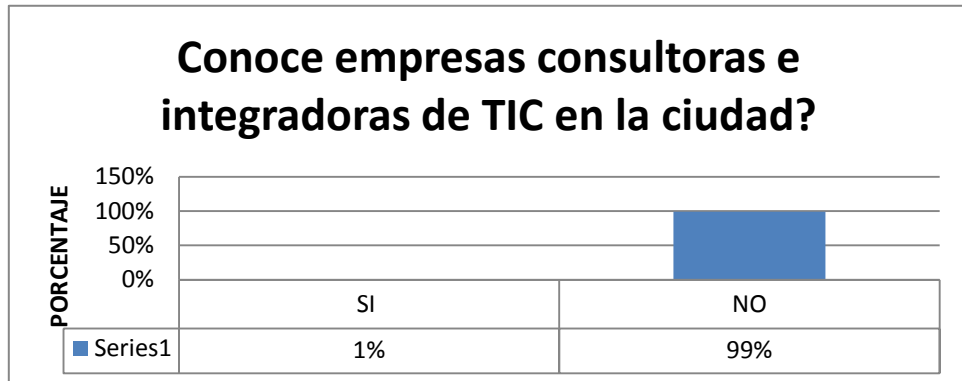 Conoce empresas consultoras e
integradoras de TIC en la ciudad?
PORCENTAJE
150%
100%
50%
0%
SI NO
Series1 1% 99%